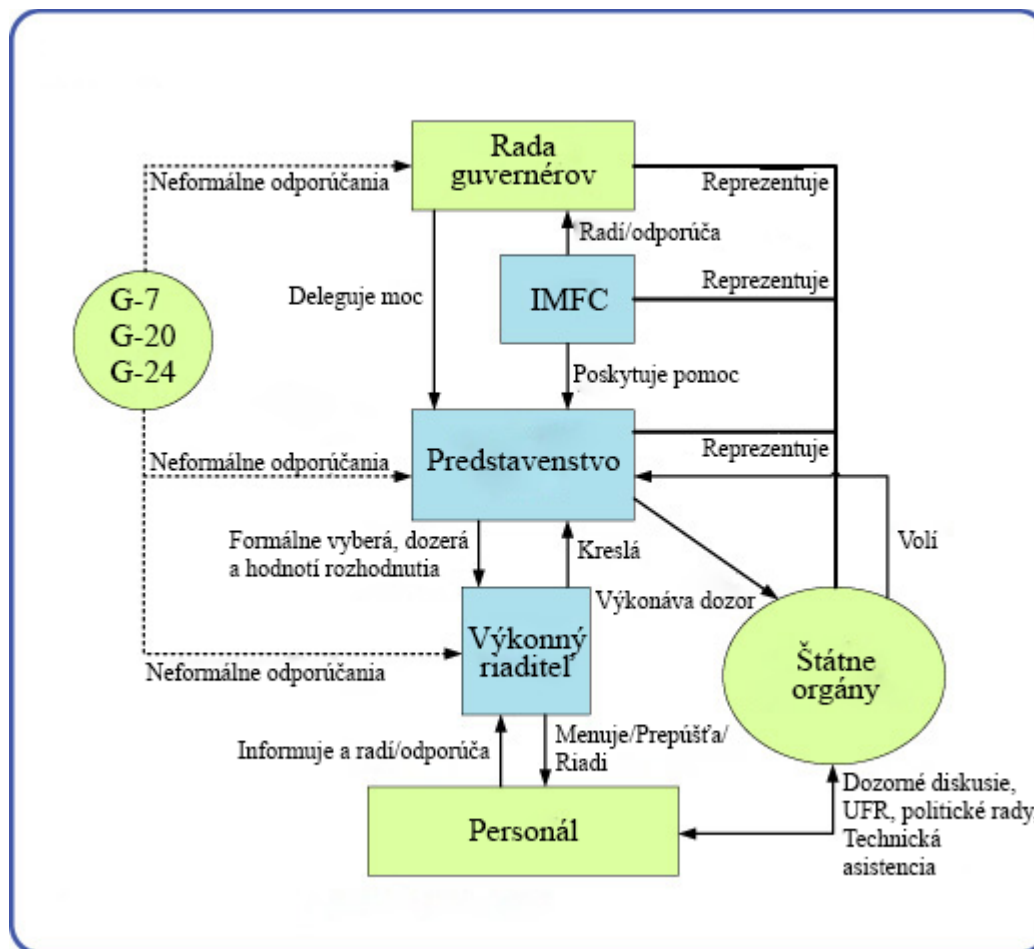 Rada
guvernérov
Neformálne odporúčania
Reprezentuje
Radí/odporúča
G-7
G-20
G-24
Deleguje moc
IMFC
Reprezentuje
Poskytuje pomoc
Predstavenstvo
Neformálne odporúčania
Reprezentuje
Formálne vyberá, dozerá
a hodnotí rozhodnutia
Kreslá
Volí
Výkonáva dozor
Výkonný
riaditeľ
Štátne
orgány
Neformálne odporúčania
Informuje a radí/odporúča
Menuje/Prepúšťa/
Riadi
Personál
Dozorné diskusie,
UFR, politické rady,
Technická
asistencia